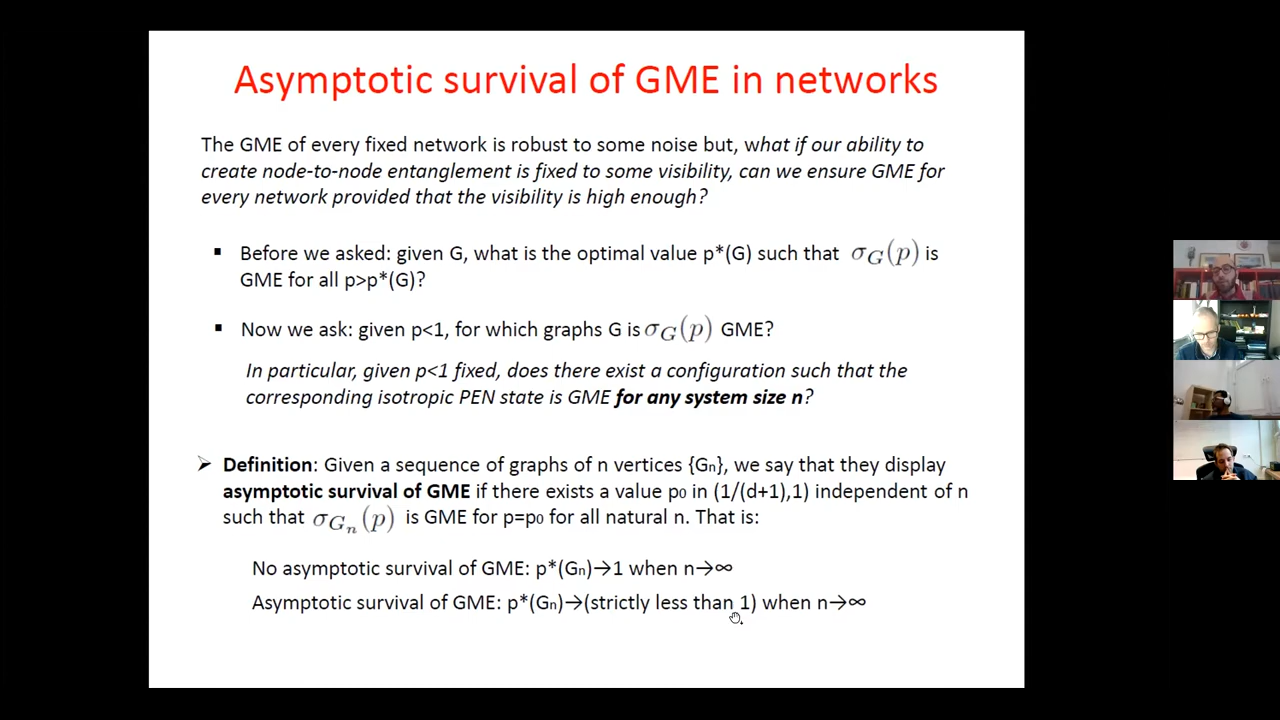 Asymptotic survival of GME in networks
The GME of every fixed network is robust to some noise but, what if our ability to
create node-to-node entanglement is fixed to some visibility, can we ensure GME for
every network provided that the visibility is high enough?
▪ Before we asked: given G, what is the optimal value p*(G) such that σ_G(p) is
GME for all p>p*(G)?
▪ Now we ask: given p<1, for which graphs G is σ_G(p) GME?
In particular, given p<1 fixed, does there exist a configuration such that the
corresponding isotropic PEN state is GME for any system size n?
➢ Definition: Given a sequence of graphs of n vertices {Gn}, we say that they display
asymptotic survival of GME if there exists a value p0 in (1/(d+1),1) independent of n
such that σ_{G_n}(p) is GME for p=p0 for all natural n. That is:
No asymptotic survival of GME: p*(Gn)→1 when n→∞
Asymptotic survival of GME: p*(Gn)→(strictly less than 1) when n→∞